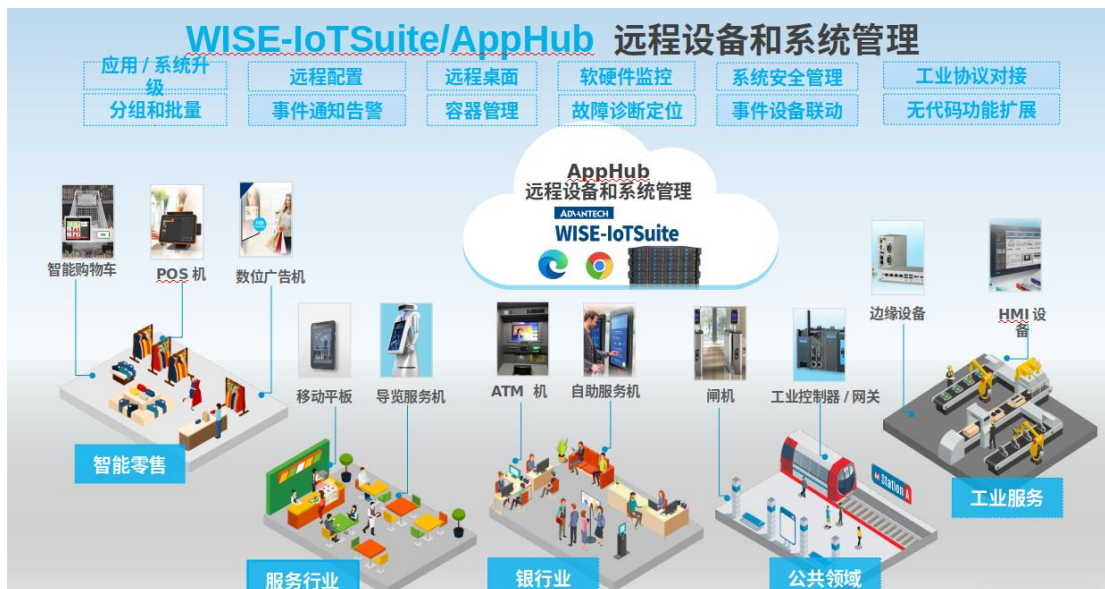 WISE-IoTSuite/AppHub 远程设备和系统管理
应用 / 系统升
级
远程配置
远程桌面
软硬件监控
系统安全管理
工业协议对接
分组和批量
事件通知告警
容器管理
故障诊断定位
事件设备联动
无代码功能扩展
AppHub
远程设备和系统管理
ADVANTECH
WISE-IoTSuite
智能购物车
POS 机
数位广告机
边缘设备
HMI 设
备
移动平板
导览服务机
ATM 机
自助服务机
闸机
工业控制器 / 网关
Station A
智能零售
工业服务
服务行业
银行业
公共领域